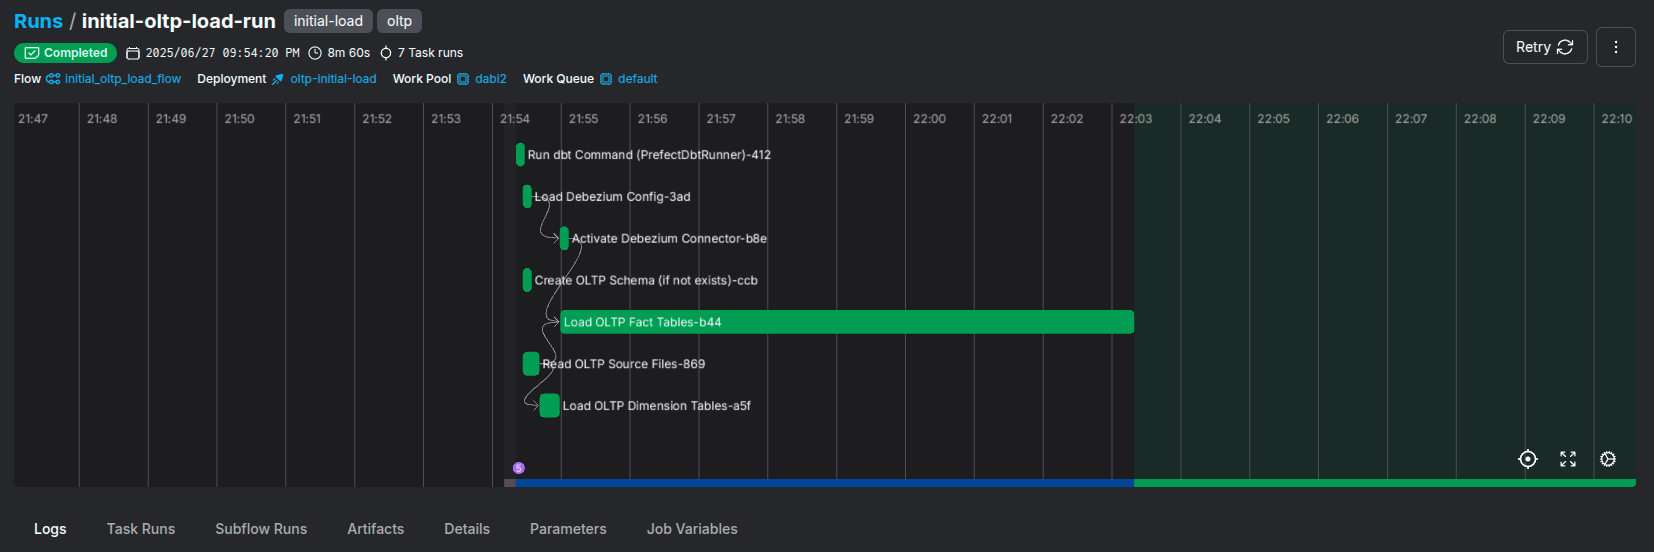 Runs / initial-oltp-load-run initial-load oltp
Completed 2025/06/27 09:54:20 PM 8m 60s 7 Task runs
Retry
Flow initial_oltp_load_flow Deployment oltp-initial-load Work Pool dabi2 Work Queue default
21:47 21:48 21:49 21:50 21:51 21:52 21:53 21:54 21:55 21:56 21:57 21:58 21:59 22:00 22:01 22:02 22:03 22:04 22:05 22:06 22:07 22:08 22:09 22:10
Run dbt Command (PrefectDbtRunner)-412
Load Debezium Config-3ad
Activate Debezium Connector-b8e
Create OLTP Schema (if not exists)-ccb
Load OLTP Fact Tables-b44
Read OLTP Source Files-869
Load OLTP Dimension Tables-a5f
5
Logs Task Runs Subflow Runs Artifacts Details Parameters Job Variables